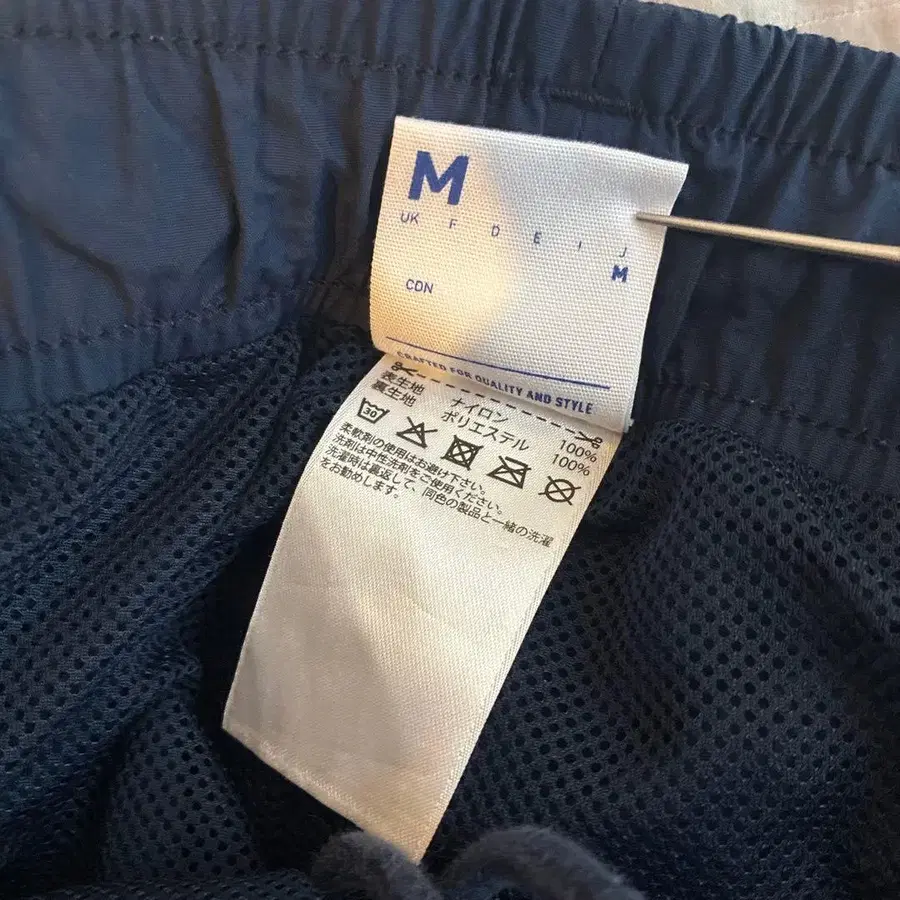 M
UK F D E I J
M
CDN
CRAFTED FOR QUALITY AND STYLE
表生地 ナイロン 100%
裏生地 ポリエステル 100%
30
柔軟剤の使用はお避け下さい。
洗剤は中性洗剤をご使用ください。
洗濯時は裏返して、同色の製品と一緒の洗濯
をお勧めします。